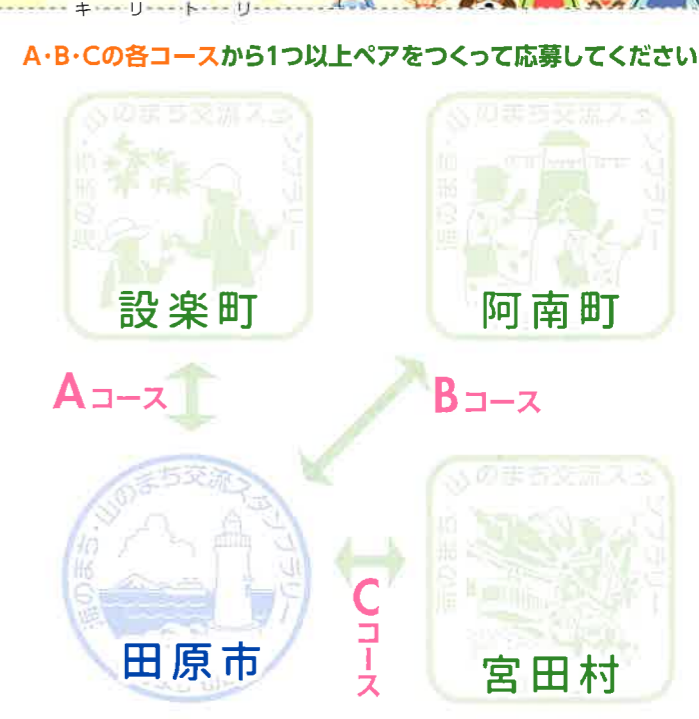 キリトリ
A・B・Cの各コースから1つ以上ペアをつくって応募してください
海のまち・山のまち交流スタンプラリー
設楽町
海のまち・山のまち交流スタンプラリー
阿南町
Aコース
Bコース
海のまち・山のまち交流スタンプラリー
田原市
Cコース
海のまち・山のまち交流スタンプラリー
宮田村